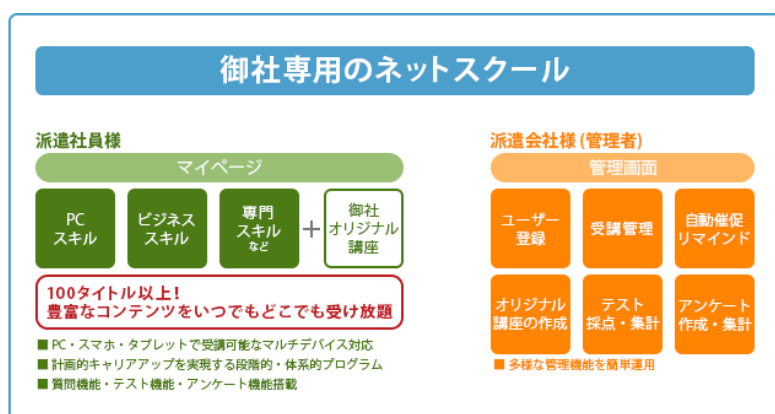 御社専用のネットスクール
派遣社員様
マイページ
PC
スキル
ビジネス
スキル
専門
スキル
など
+
御社
オリジナル
講座
100タイトル以上！
豊富なコンテンツをいつでもどこでも受け放題
■ PC・スマホ・タブレットで受講可能なマルチデバイス対応
■ 計画的キャリアアップを実現する段階的・体系的プログラム
■ 質問機能・テスト機能・アンケート機能搭載
派遣会社様(管理者)
管理画面
ユーザー
登録
受講管理
自動催促
リマインド
オリジナル
講座の作成
テスト
採点・集計
アンケート
作成・集計
■ 多様な管理機能を簡単運用